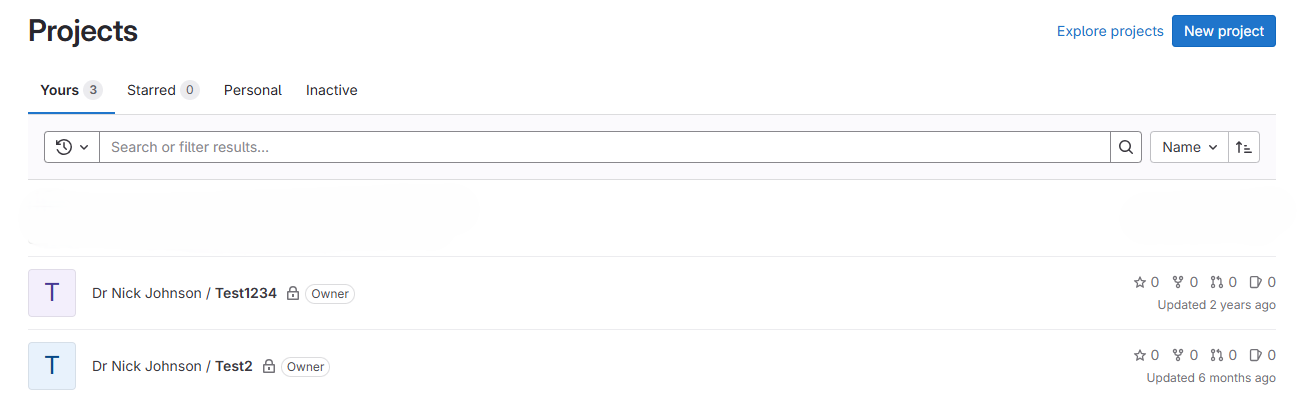 Projects
Explore projects New project
Yours 3 Starred 0 Personal Inactive
Search or filter results... Name
T Dr Nick Johnson / Test1234 Owner 0 0 0 0
Updated 2 years ago
T Dr Nick Johnson / Test2 Owner 0 0 0 0
Updated 6 months ago